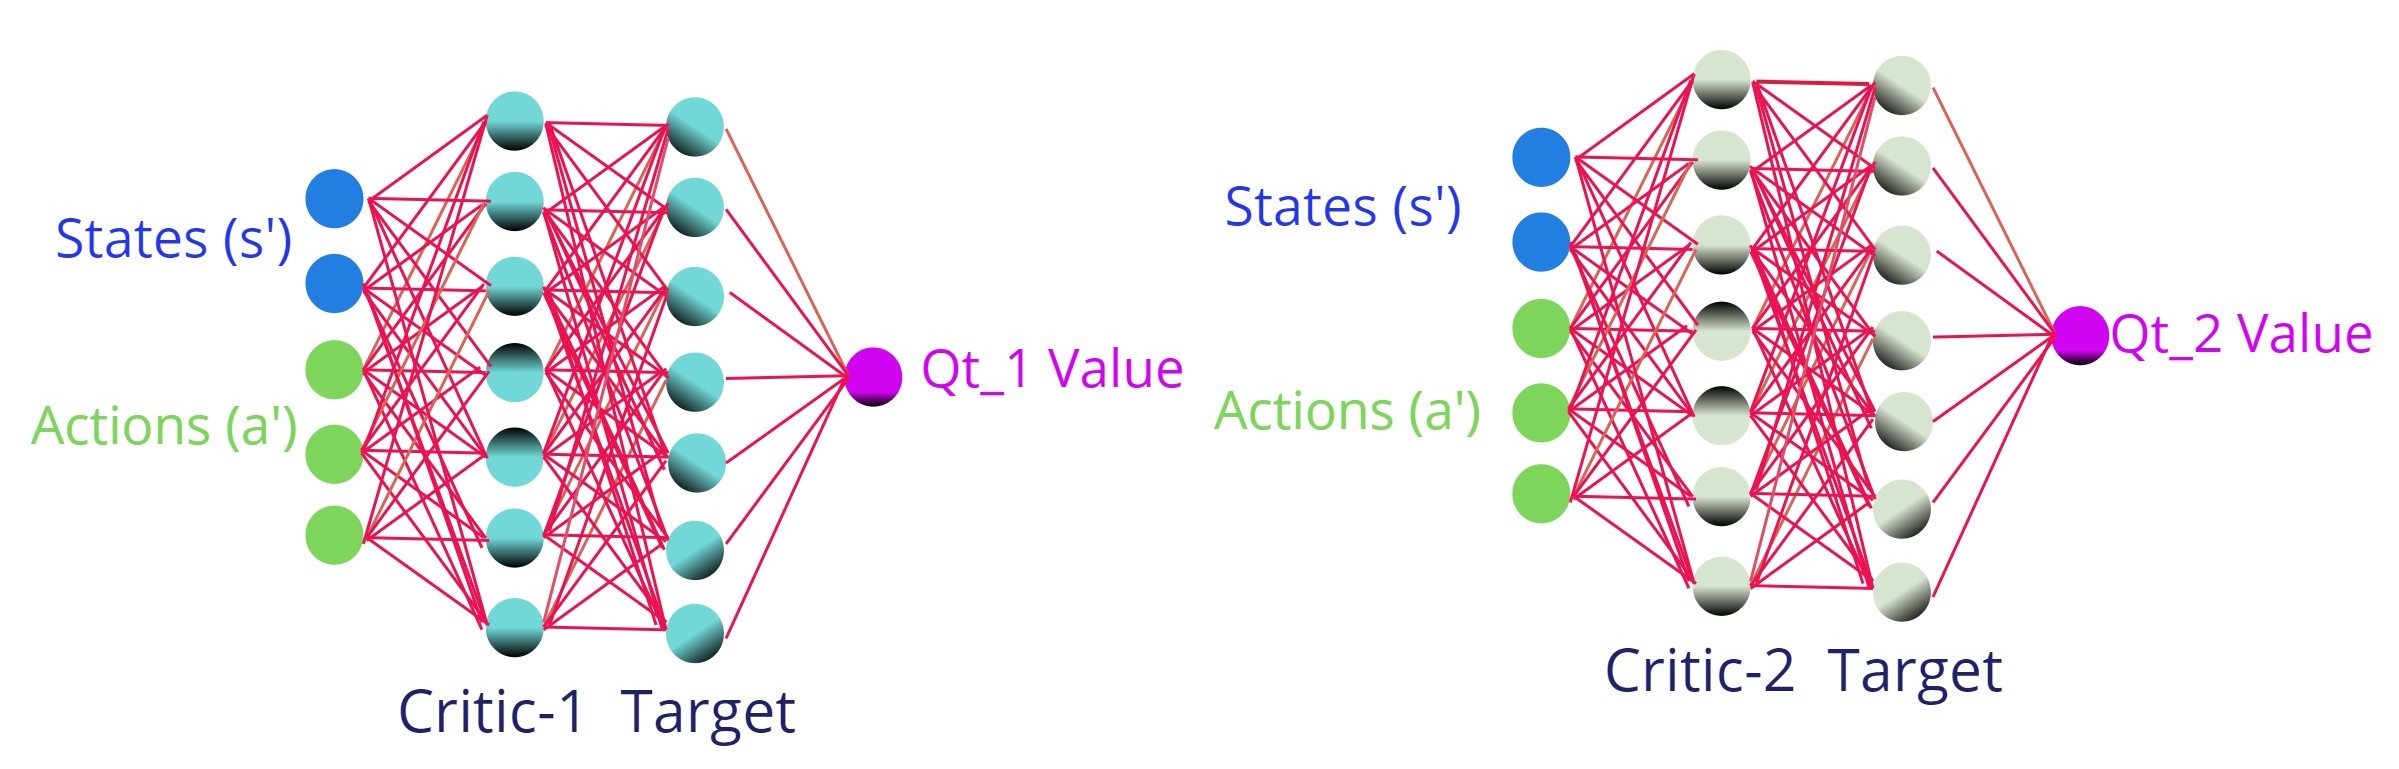 States (s')
Actions (a')
Qt_1 Value
Critic-1 Target
States (s')
Actions (a')
Qt_2 Value
Critic-2 Target